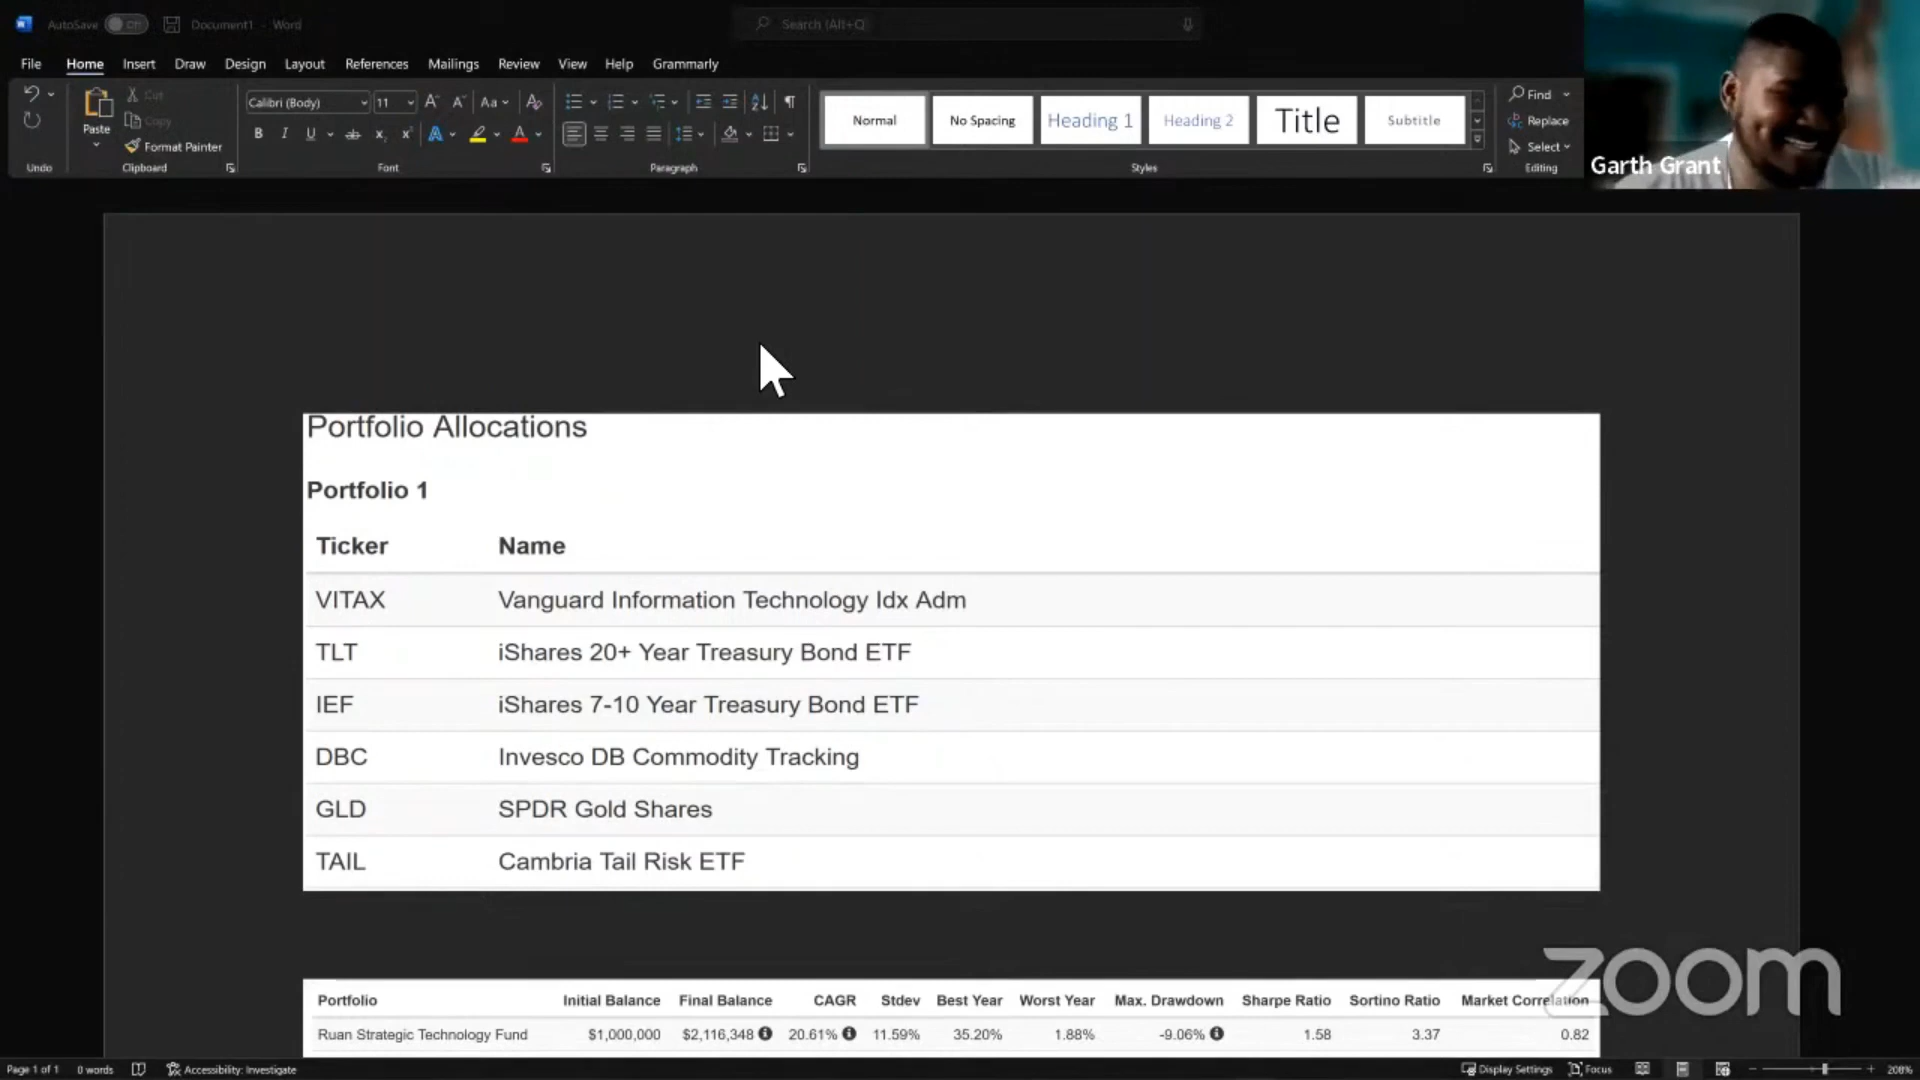 AutoSave Off Document1 - Word Search (Alt+Q)
File Home Insert Draw Design Layout References Mailings Review View Help Grammarly
Paste Cut Copy Format Painter
Calibri (Body) 11
Normal No Spacing Heading 1 Heading 2 Title Subtitle
Find Replace Select
Undo Clipboard Font Paragraph Styles Editing
Garth Grant
Portfolio Allocations
Portfolio 1
Ticker Name
VITAX Vanguard Information Technology Idx Adm
TLT iShares 20+ Year Treasury Bond ETF
IEF iShares 7-10 Year Treasury Bond ETF
DBC Invesco DB Commodity Tracking
GLD SPDR Gold Shares
TAIL Cambria Tail Risk ETF
zoom
Portfolio Initial Balance Final Balance CAGR Stdev Best Year Worst Year Max. Drawdown Sharpe Ratio Sortino Ratio Market Correlation
Ruan Strategic Technology Fund $1,000,000 $2,116,348 20.61% 11.59% 35.20% 1.88% -9.06% 1.58 3.37 0.82
Page 1 of 1 0 words Accessibility: Investigate Display Settings Focus 208%